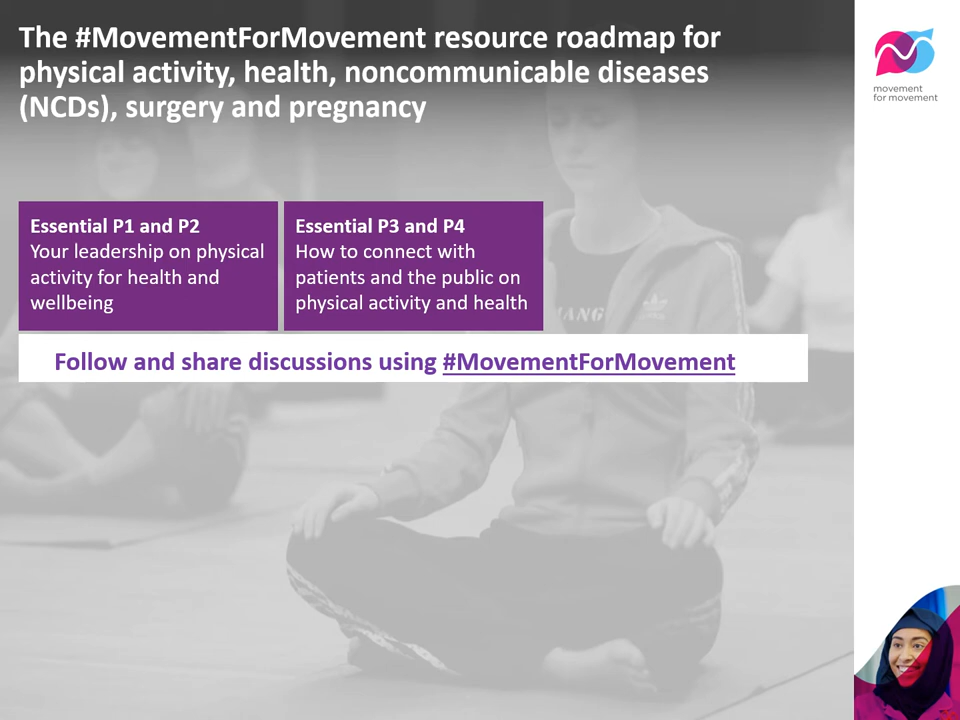 The #MovementForMovement resource roadmap for
physical activity, health, noncommunicable diseases
(NCDs), surgery and pregnancy
movement
for movement
Essential P1 and P2
Your leadership on physical
activity for health and
wellbeing
Essential P3 and P4
How to connect with
patients and the public on
physical activity and health
Follow and share discussions using #MovementForMovement